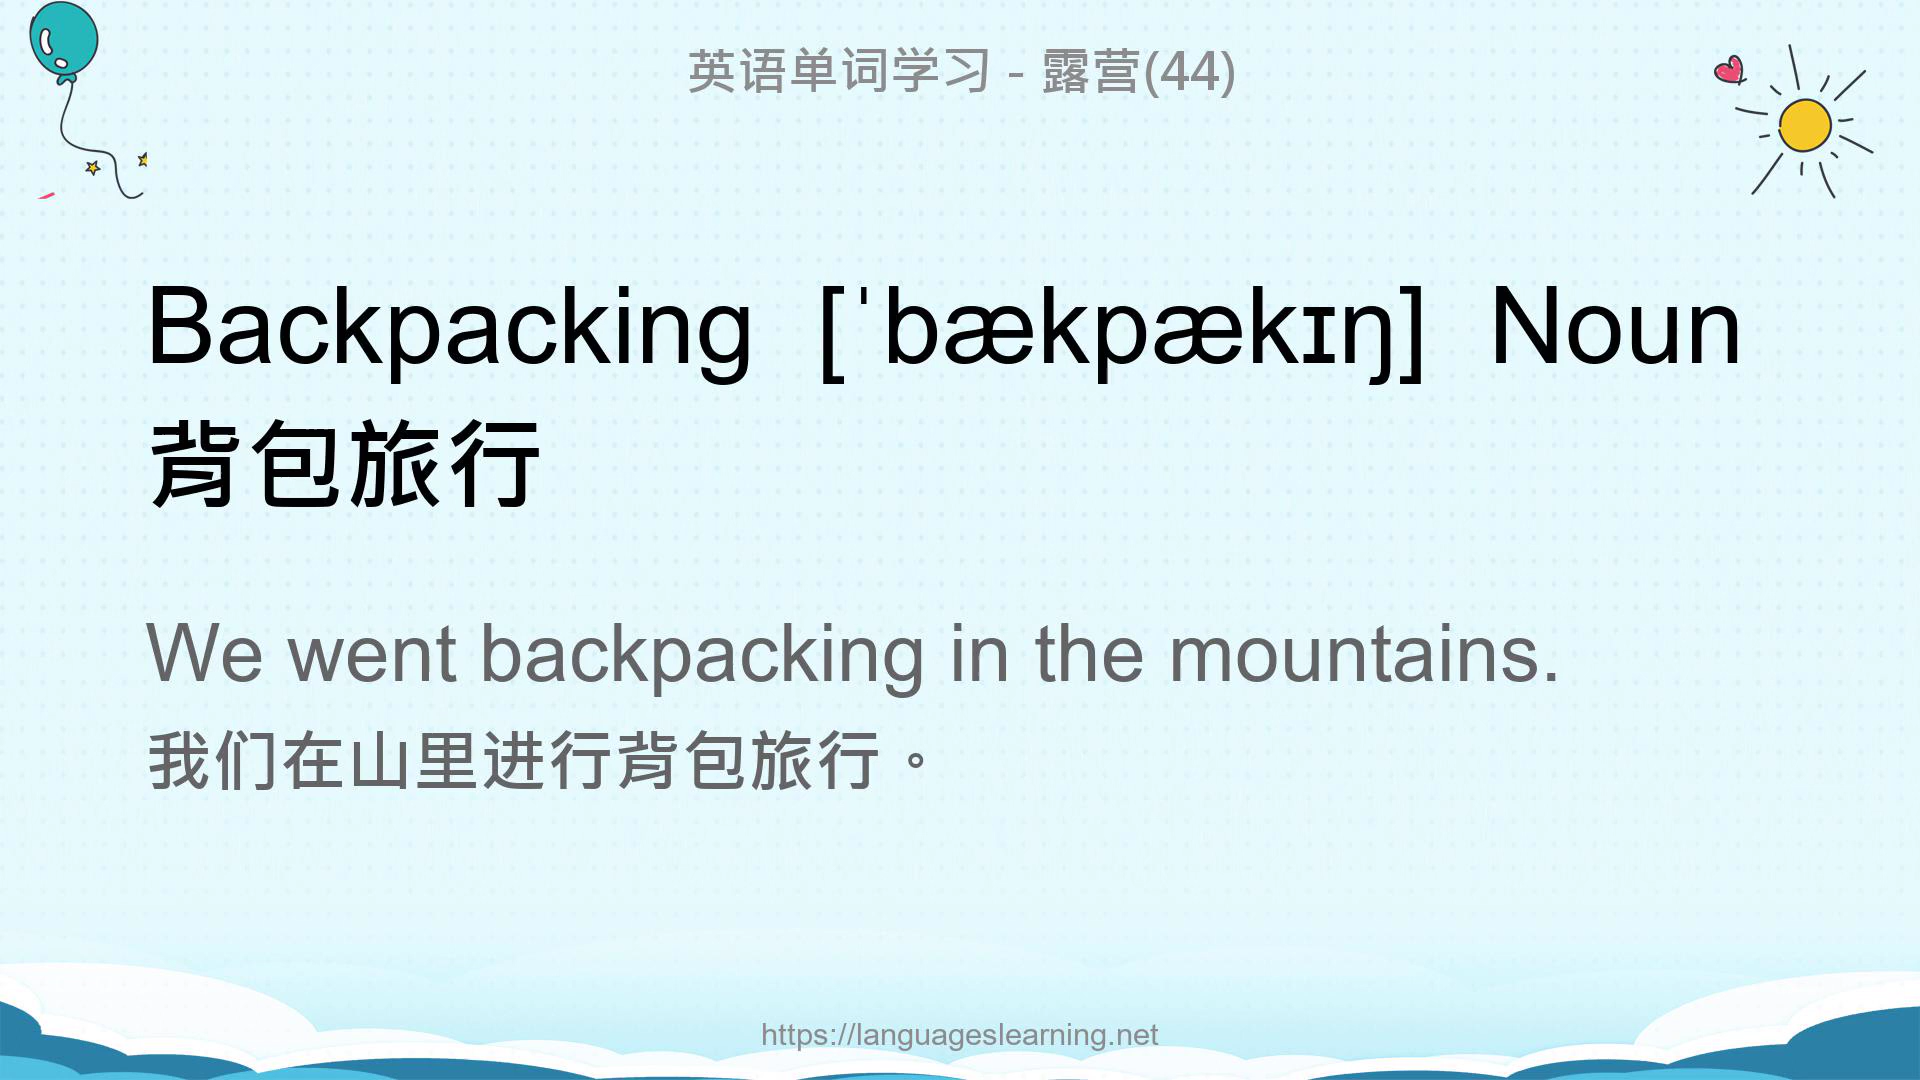 英语单词学习 - 露营(44)
Backpacking [ˈbækpækɪŋ] Noun
背包旅行
We went backpacking in the mountains.
我们在山里进行背包旅行。
https://languageslearning.net